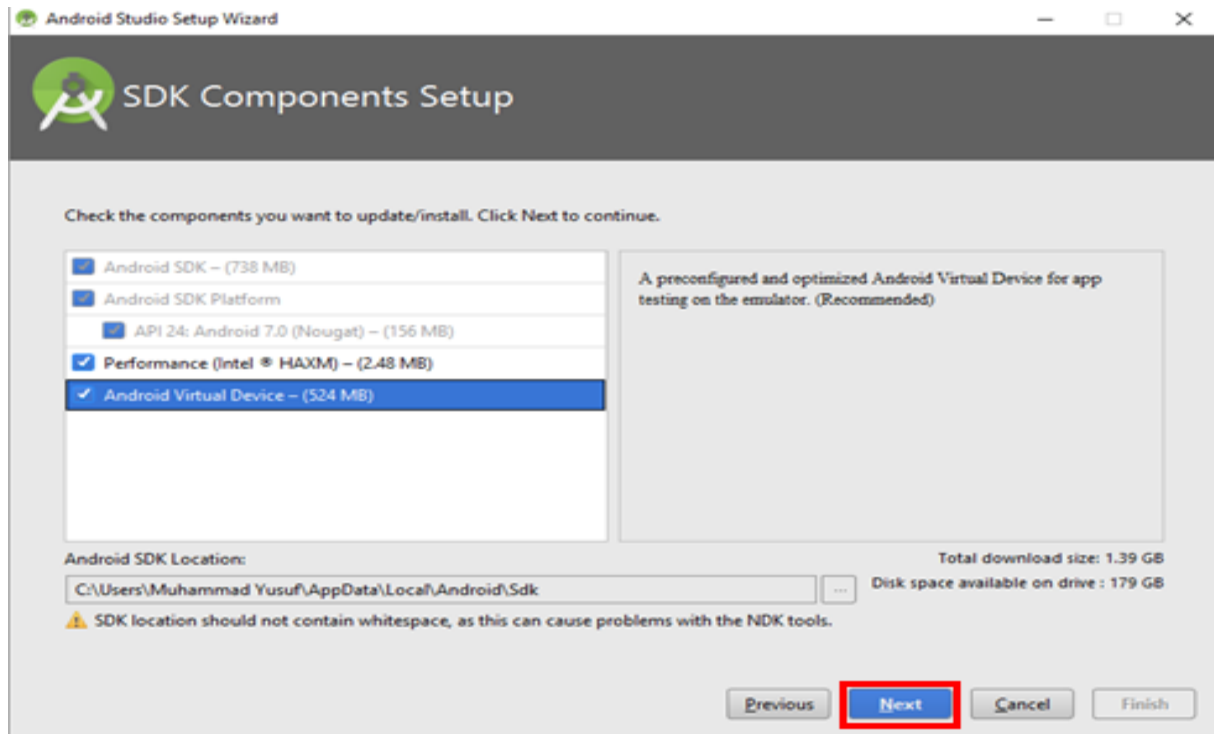 Android Studio Setup Wizard
SDK Components Setup
Check the components you want to update/install. Click Next to continue.
Android SDK – (738 MB)
Android SDK Platform
API 24: Android 7.0 (Nougat) – (156 MB)
Performance (Intel ® HAXM) – (2.48 MB)
Android Virtual Device – (524 MB)
A preconfigured and optimized Android Virtual Device for app
testing on the emulator. (Recommended)
Android SDK Location:
Total download size: 1.39 GB
C:\Users\Muhammad Yusuf\AppData\Local\Android\Sdk
...
Disk space available on drive : 179 GB
SDK location should not contain whitespace, as this can cause problems with the NDK tools.
Previous Next Cancel Finish